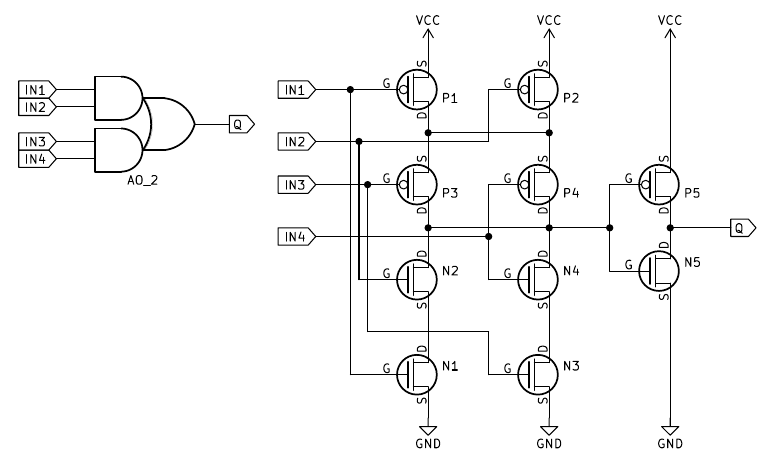 VCC VCC VCC
S S
IN1 IN1 G P1 G P2
IN2 D D
Q
IN3 IN2
IN4 S S S
AO_2
IN3 G P3 G P4 G P5
D D D
Q
IN4
D D D
G N2 G N4 G N5
S S S
D D
G N1 G N3
S S
GND GND GND